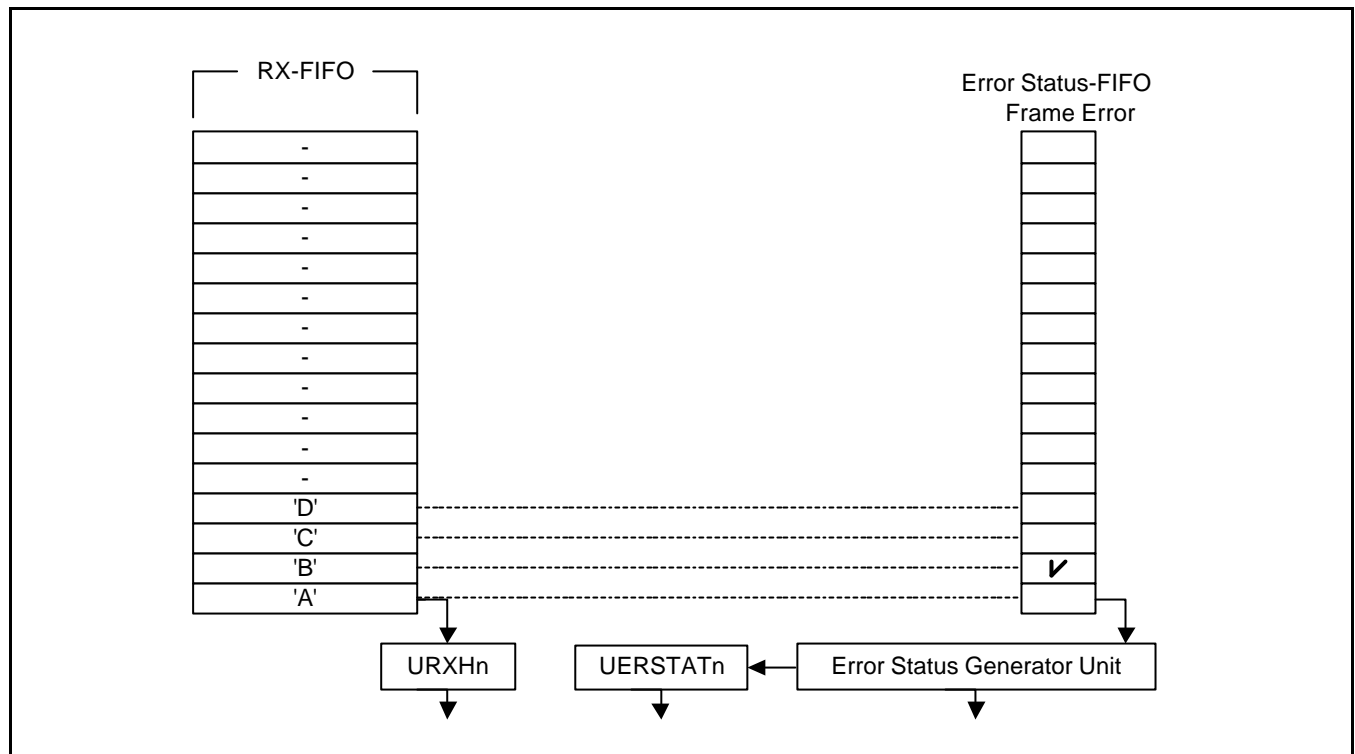 RX-FIFO
Error Status-FIFO
Frame Error
-
-
-
-
-
-
-
-
-
-
-
-
'D'
'C'
'B'
'A'
URXHn
UERSTATn
Error Status Generator Unit